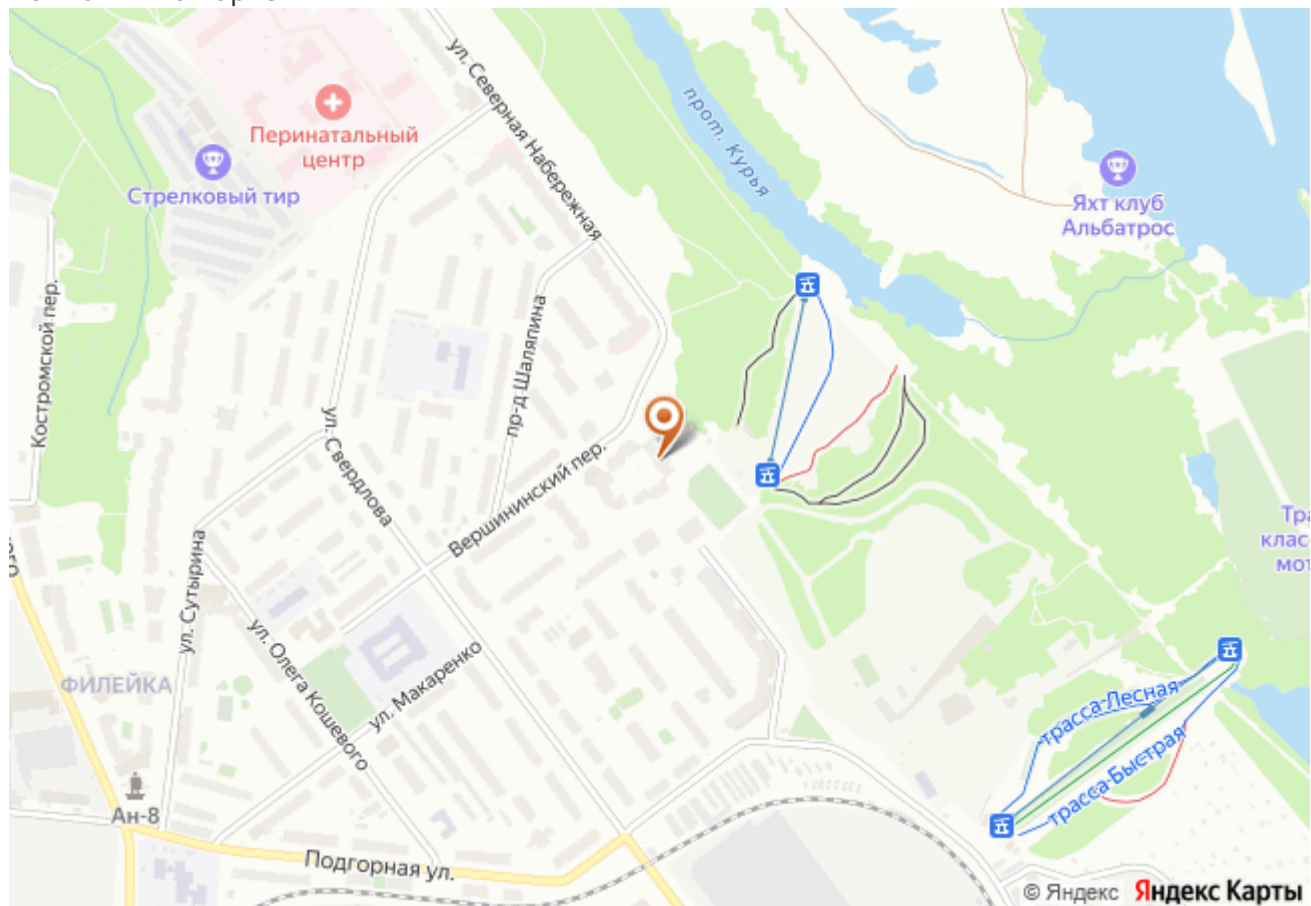 ул. Северная Набережная
прот. Курья
Перинатальный
центр
Стрелковый тир
Яхт клуб
Альбатрос
Костромской пер.
пр-д Шаляпина
ул. Свердлова
Вершининский пер.
ул. Сутырина
ул. Олега Кошевого
ул. Макаренко
ФИЛЕЙКА
трасса Лесная
трасса Быстрая
Ан-8
Подгорная ул.
© Яндекс Яндекс Карты